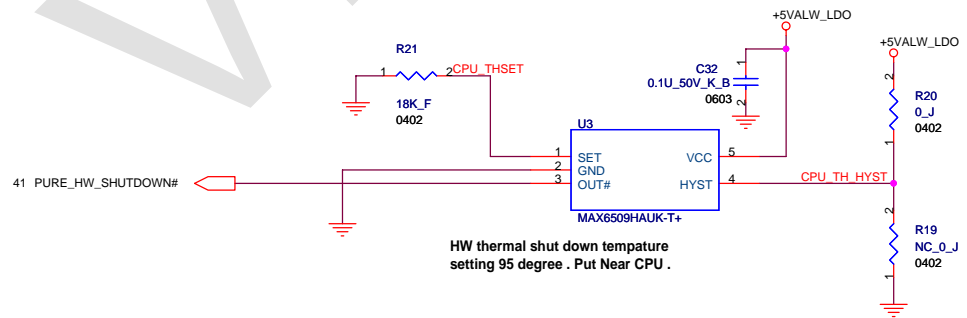 +5VALW_LDO
+5VALW_LDO
R21
1
2
CPU_THSET
18K_F
0402
1
C32
0.1U_50V_K_B
0603
2
2
R20
0_J
0402
1
U3
1
SET
VCC
5
2
GND
41 PURE_HW_SHUTDOWN#
3
OUT#
HYST
4
CPU_TH_HYST
MAX6509HAUK-T+
2
R19
NC_0_J
0402
1
HW thermal shut down tempature
setting 95 degree . Put Near CPU .